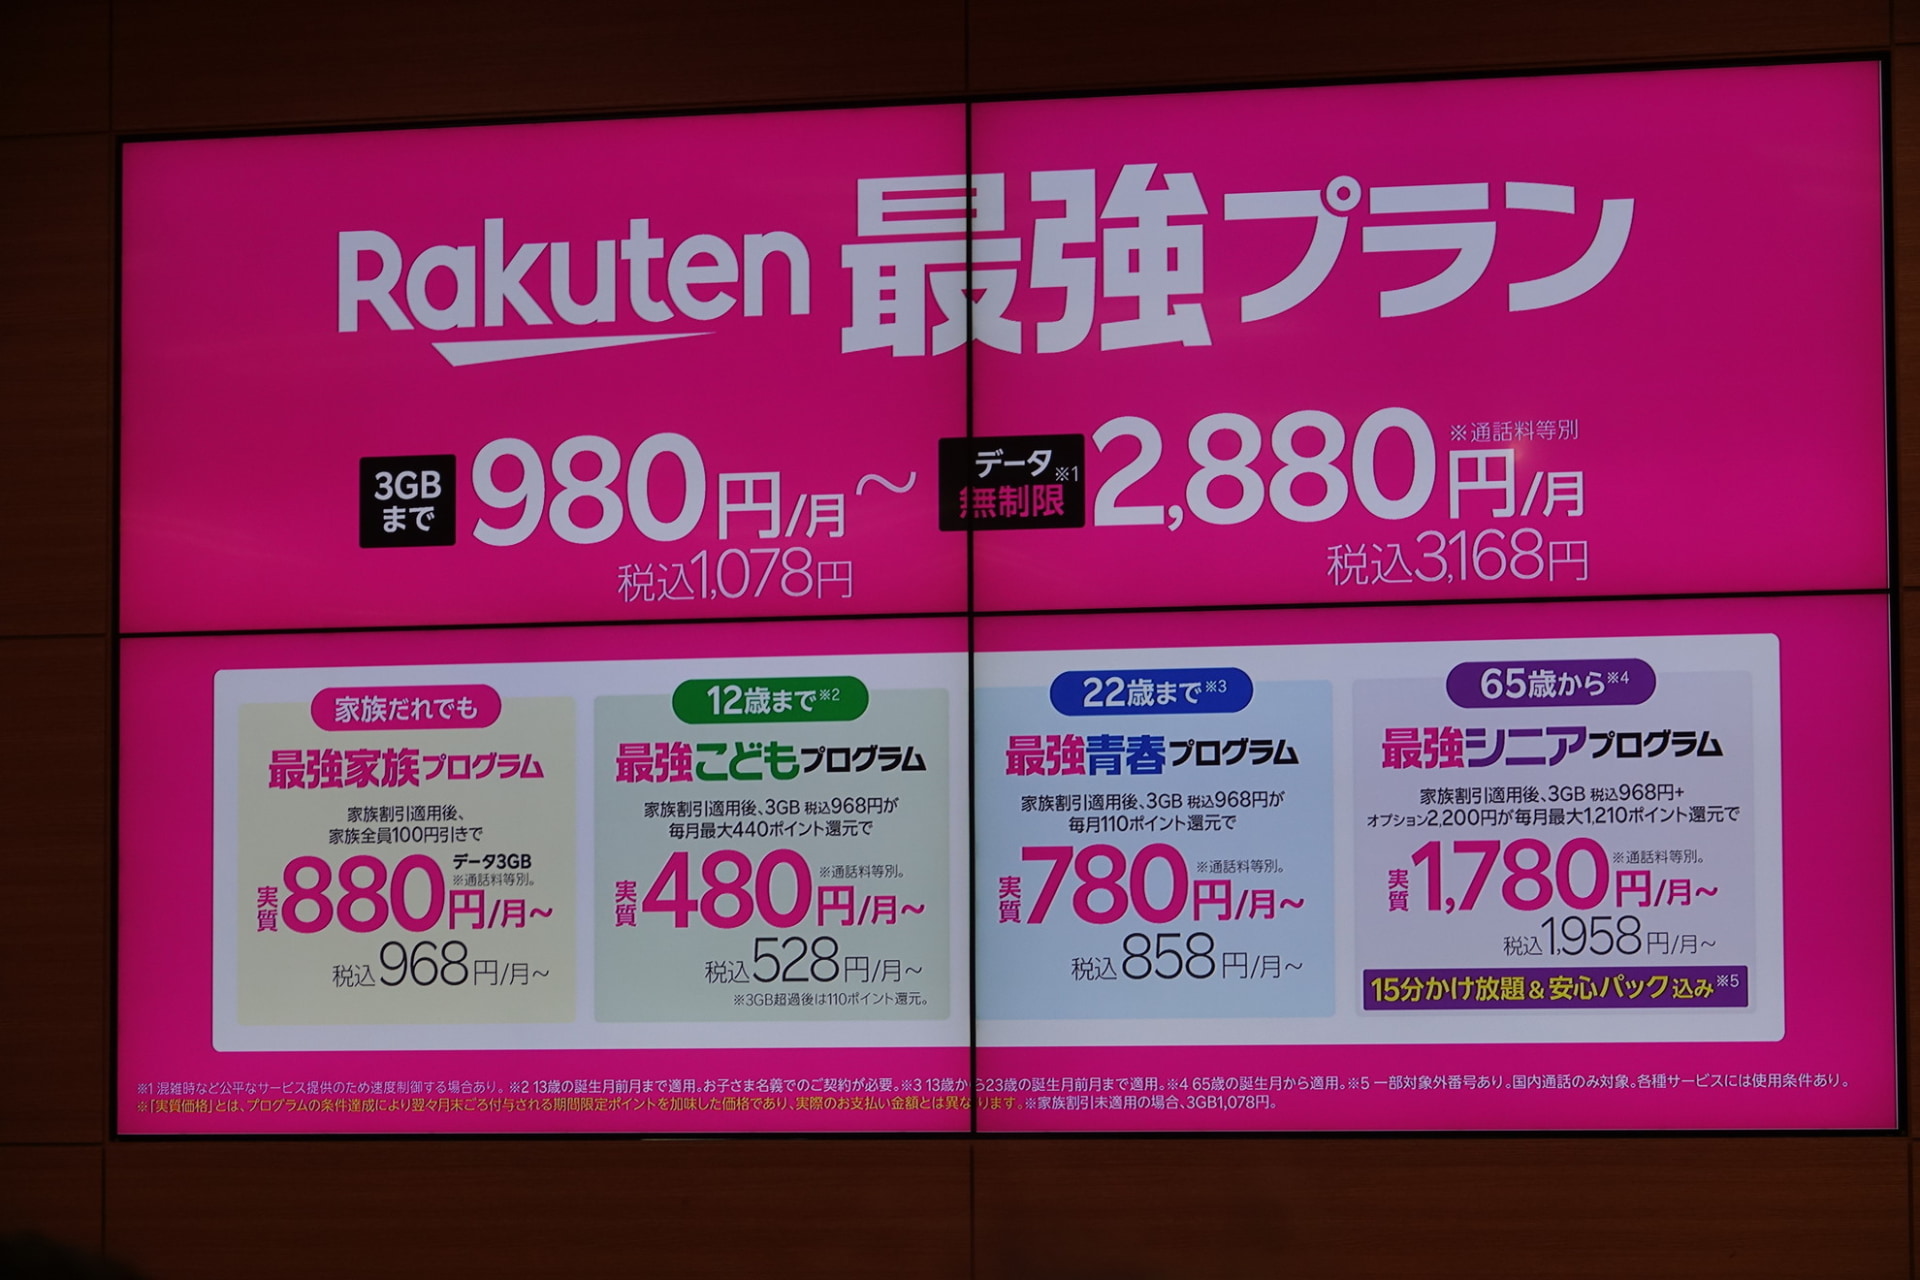 Rakuten 最強プラン
3GBまで 980円/月～ データ無制限※1 2,880円/月 ※通話料等別
税込1,078円 税込3,168円
家族だれでも
最強家族プログラム
家族割引適用後、
家族全員100円引きで
データ3GB
※通話料等別。
実質880円/月～
税込968円/月～
12歳まで※2
最強こどもプログラム
家族割引適用後、3GB 税込968円が
毎月最大440ポイント還元で
※通話料等別。
実質480円/月～
税込528円/月～
※3GB超過後は110ポイント還元。
22歳まで※3
最強青春プログラム
家族割引適用後、3GB 税込968円が
毎月110ポイント還元で
※通話料等別。
実質780円/月～
税込858円/月～
65歳から※4
最強シニアプログラム
家族割引適用後、3GB 税込968円+
オプション2,200円が毎月最大1,210ポイント還元で
※通話料等別。
実質1,780円/月～
税込1,958円/月～
15分かけ放題&安心パック込み※5
※1 混雑時など公平なサービス提供のため速度制御する場合あり。※2 13歳の誕生月前月まで適用。お子さま名義でのご契約が必要。※3 13歳から23歳の誕生月前月まで適用。※4 65歳の誕生月から適用。※5 一部対象外番号あり。国内通話のみ対象。各種サービスには使用条件あり。
※「実質価格」とは、プログラムの条件達成により翌々月末ごろ付与される期間限定ポイントを加味した価格であり、実際のお支払い金額とは異なります。※家族割引未適用の場合、3GB1,078円。